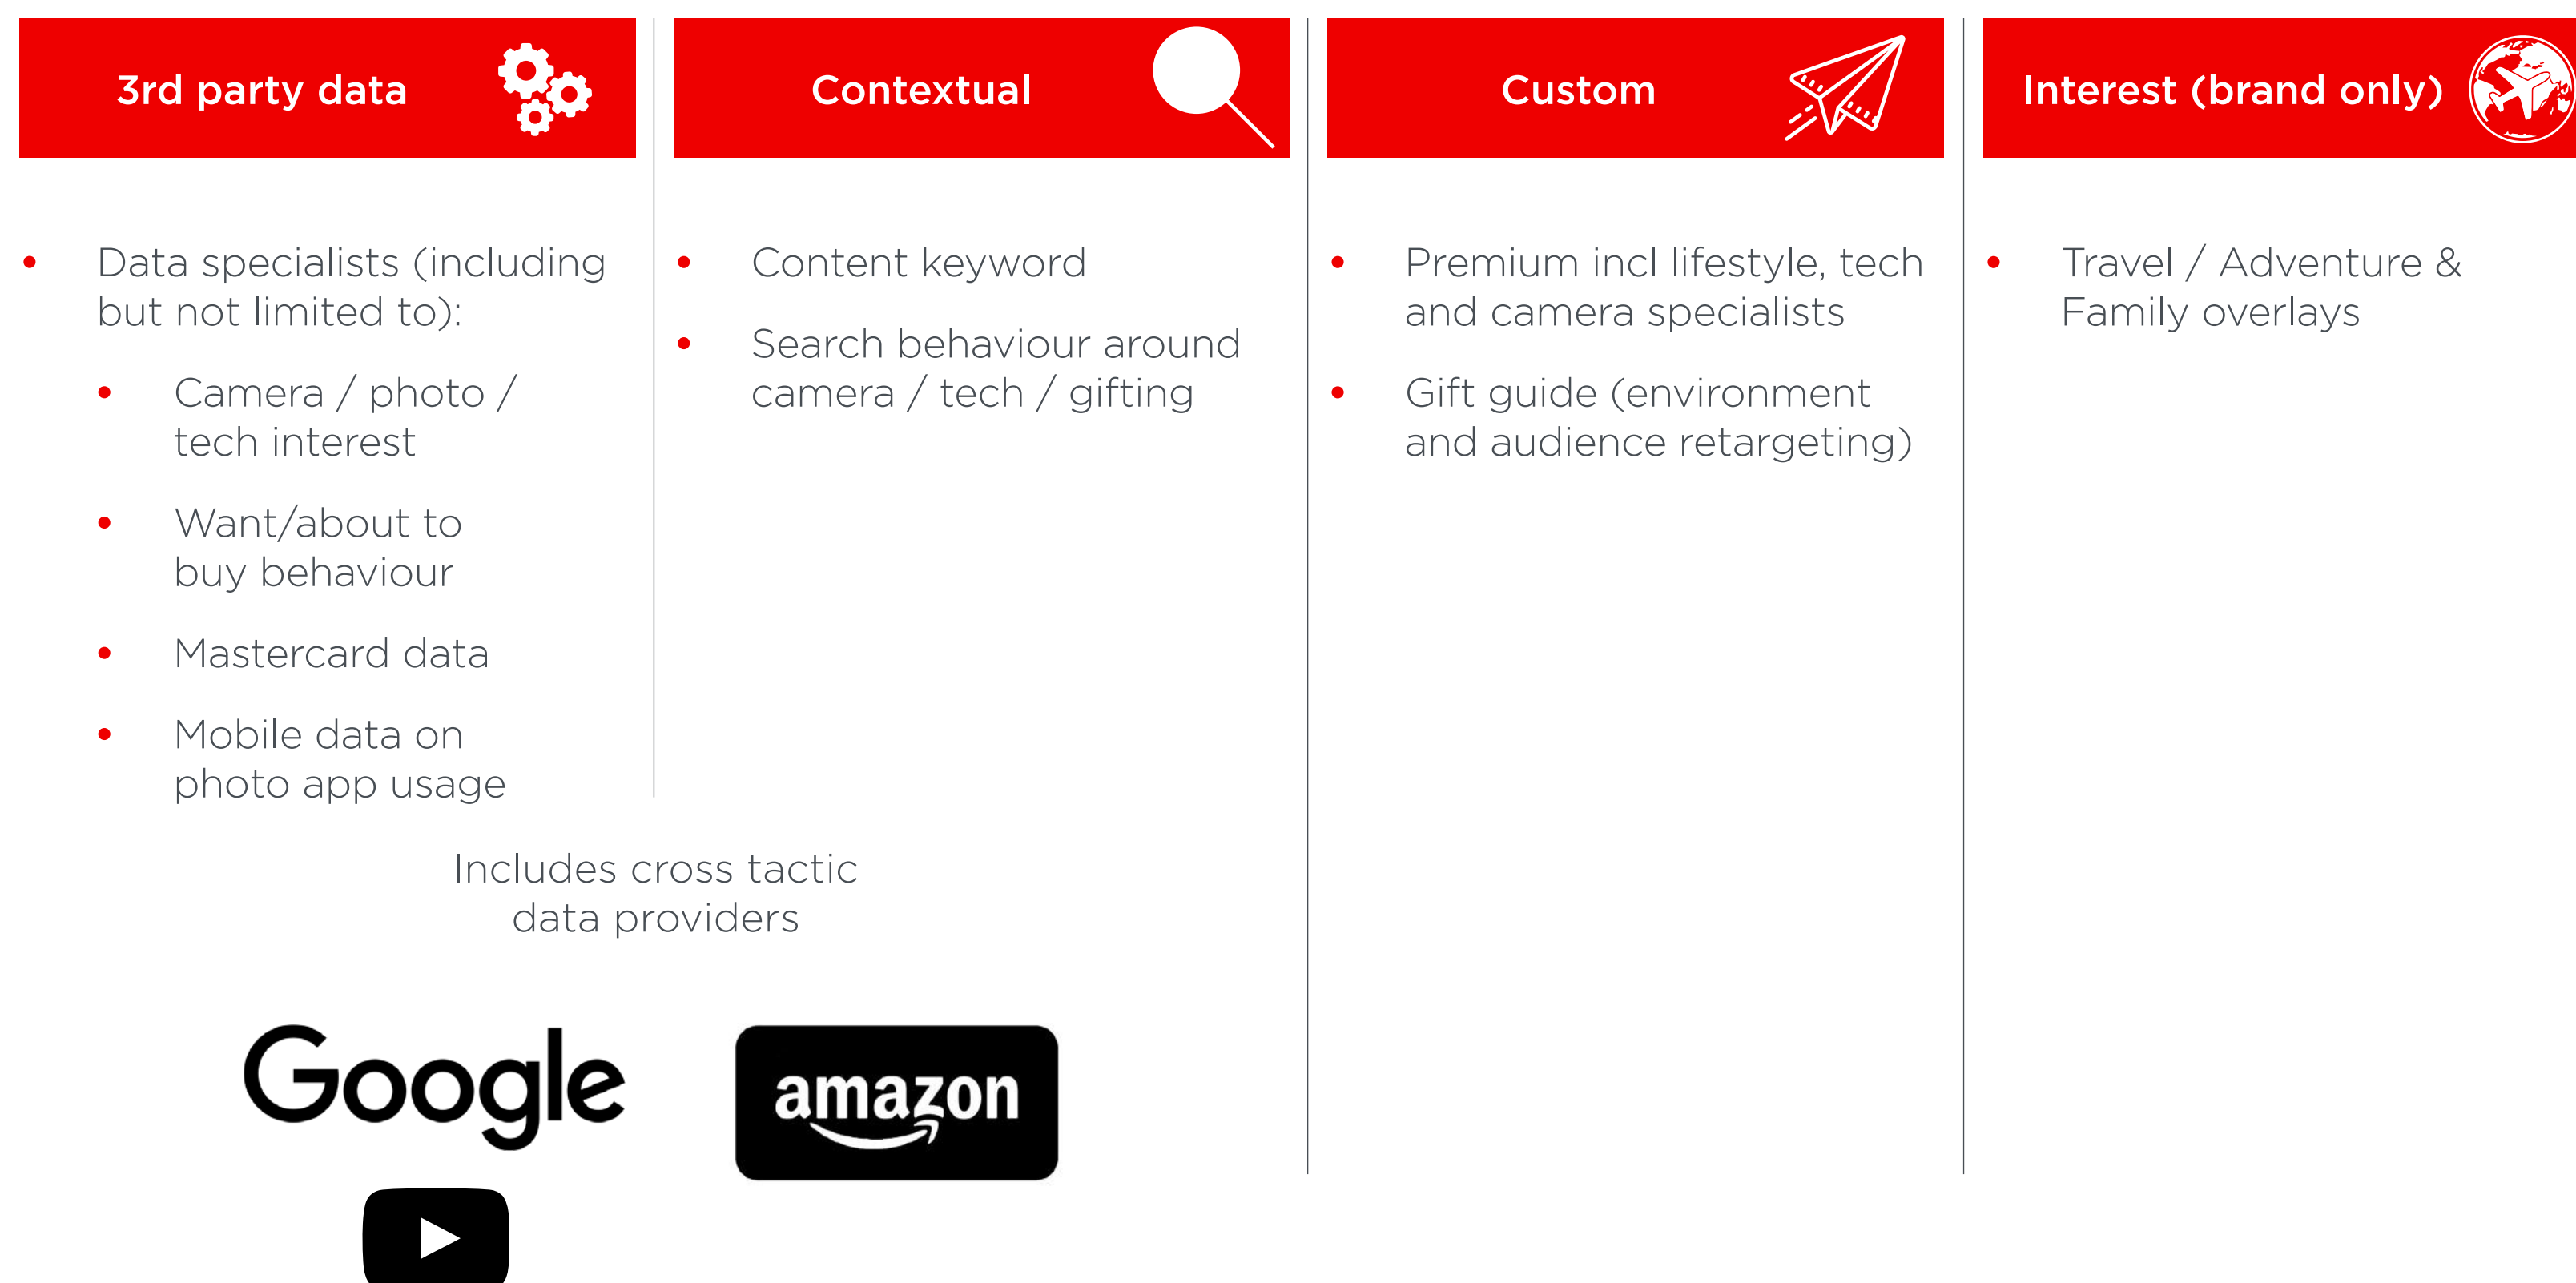 3rd party data
• Data specialists (including
but not limited to):
• Camera / photo /
tech interest
• Want/about to
buy behaviour
• Mastercard data
• Mobile data on
photo app usage
Contextual
• Content keyword
• Search behaviour around
camera / tech / gifting
Includes cross tactic
data providers
Google
amazon
Custom
• Premium incl lifestyle, tech
and camera specialists
• Gift guide (environment
and audience retargeting)
Interest (brand only)
• Travel / Adventure &
Family overlays